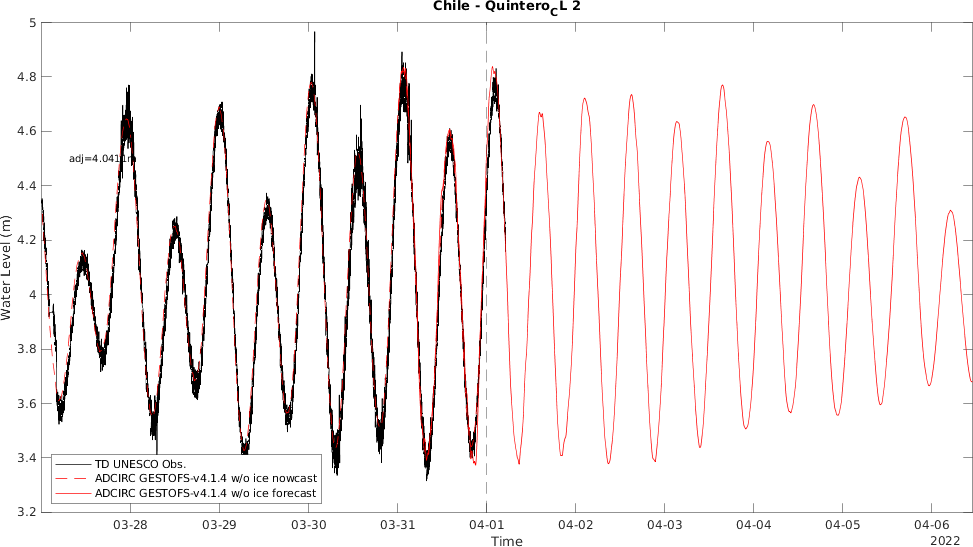 Chile - Quintero_CL 2
5
4.8
4.6
4.4
4.2
4
3.8
3.6
3.4
3.2
Water Level (m)
adj=4.0411m
TD UNESCO Obs.
ADCIRC GESTOFS-v4.1.4 w/o ice nowcast
ADCIRC GESTOFS-v4.1.4 w/o ice forecast
03-28 03-29 03-30 03-31 04-01 04-02 04-03 04-04 04-05 04-06
Time
2022